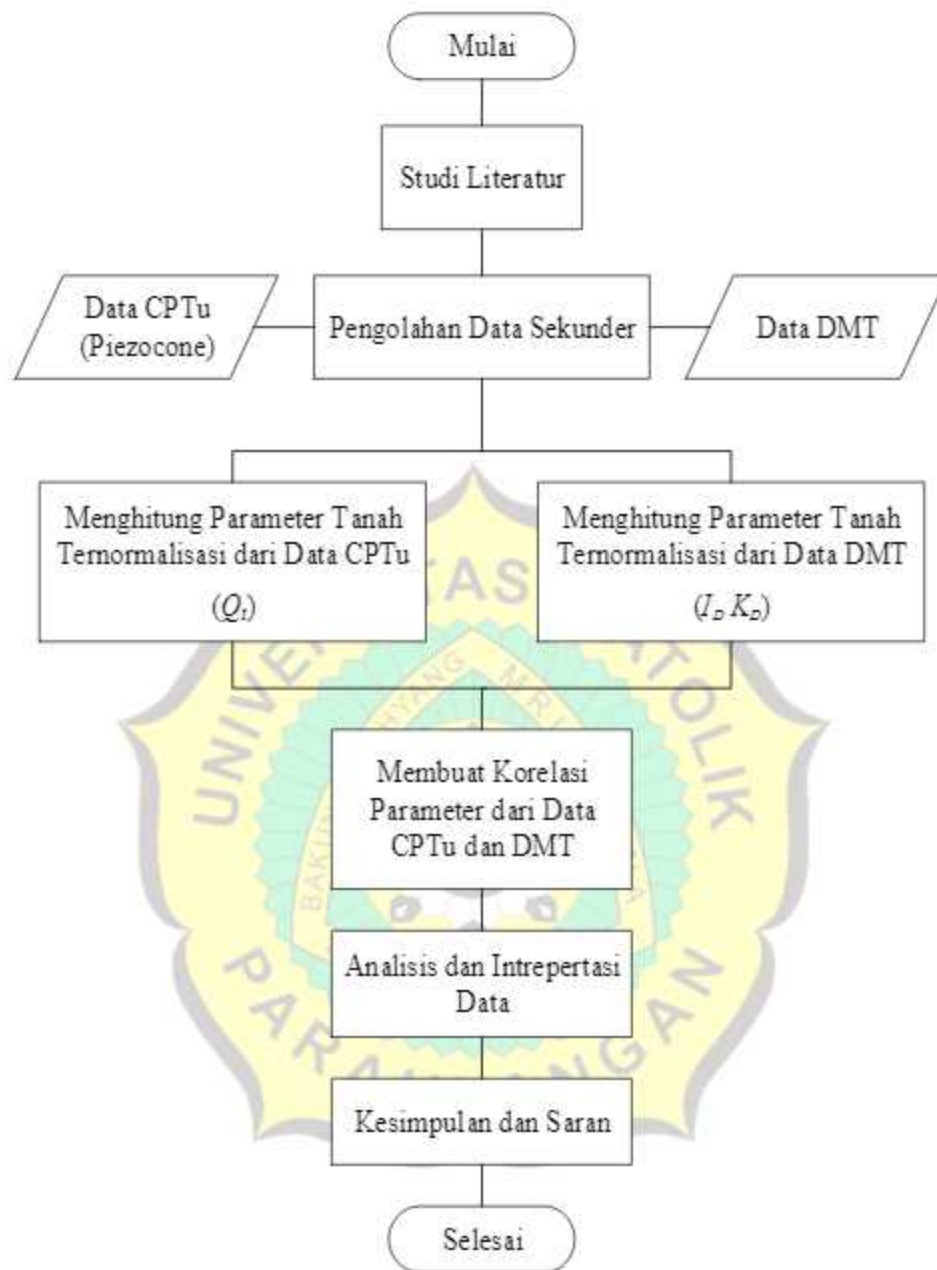 Mulai
Studi Literatur
Data CPTu
(Piezocone)
Pengolahan Data Sekunder
Data DMT
Menghitung Parameter Tanah
Ternormalisasi dari Data CPTu
(Qt)
Menghitung Parameter Tanah
Ternormalisasi dari Data DMT
(ID KD)
Membuat Korelasi
Parameter dari Data
CPTu dan DMT
Analisis dan Intrepertasi
Data
Kesimpulan dan Saran
Selesai